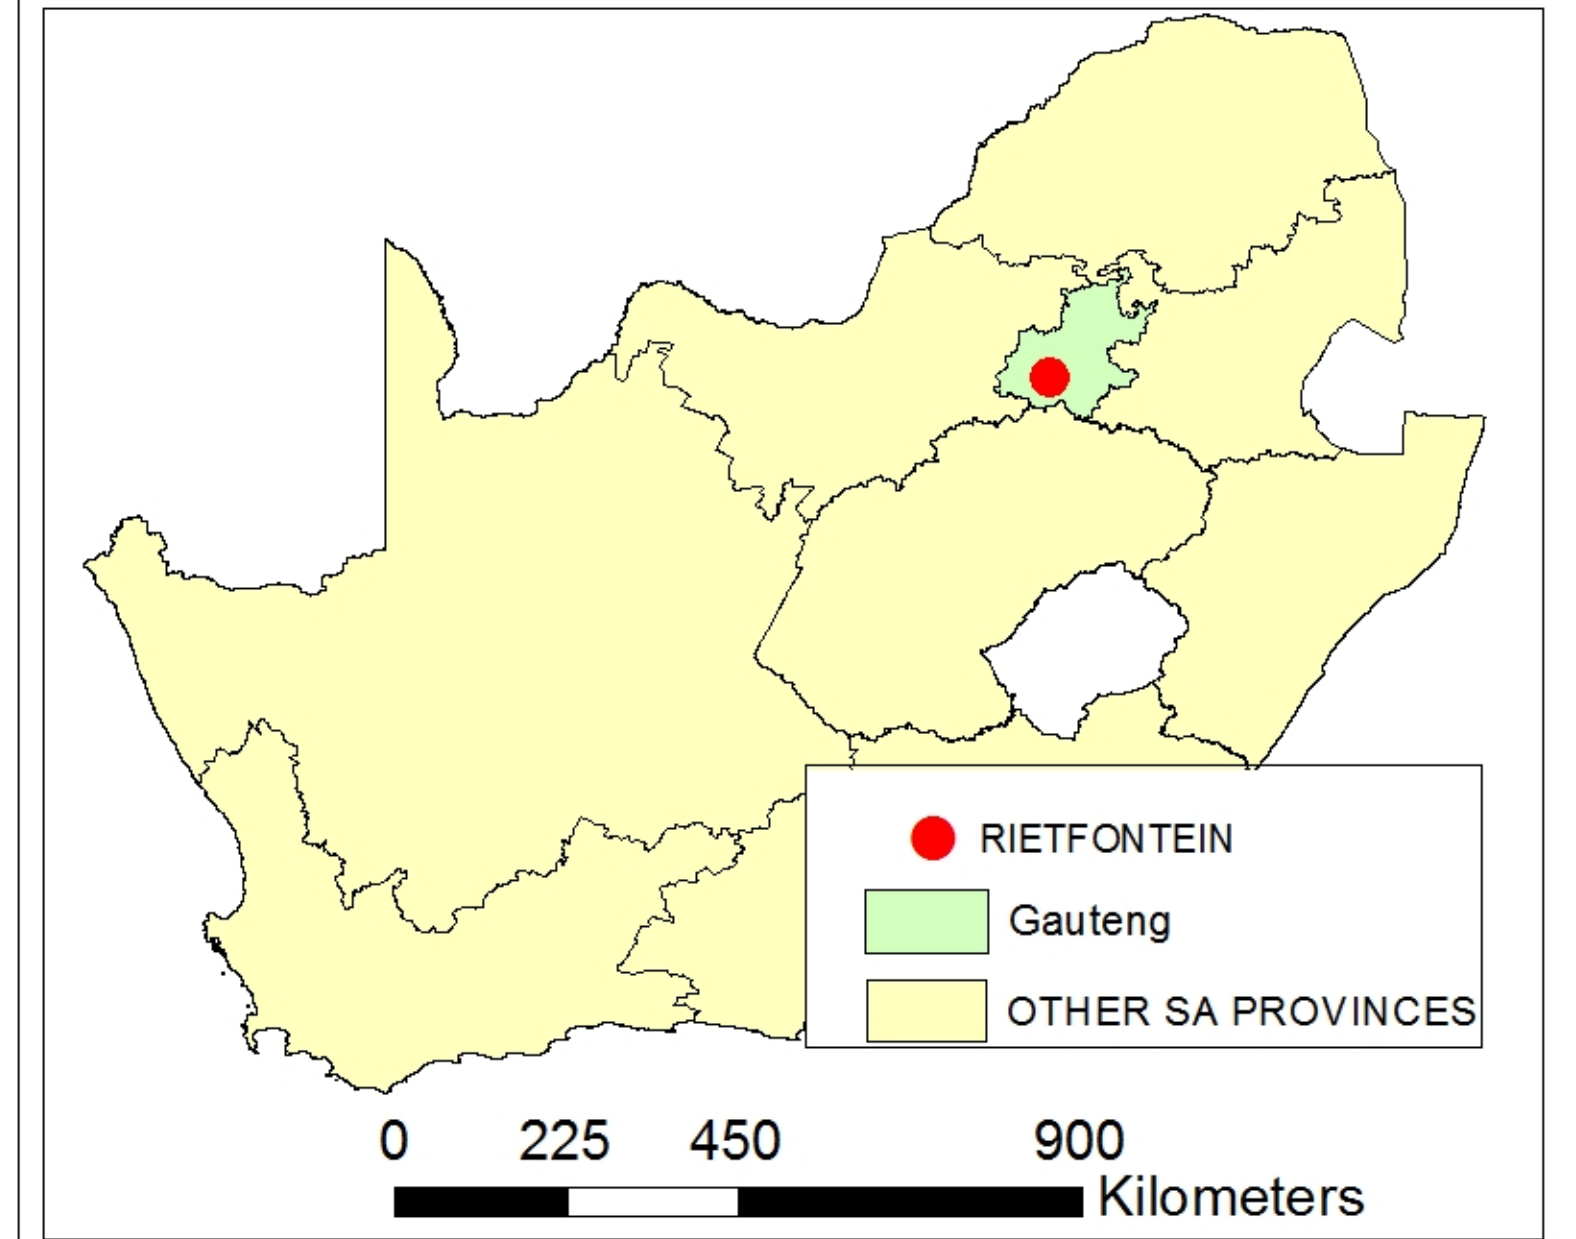 RIETFONTEIN
Gauteng
OTHER SA PROVINCES
0 225 450 900
Kilometers